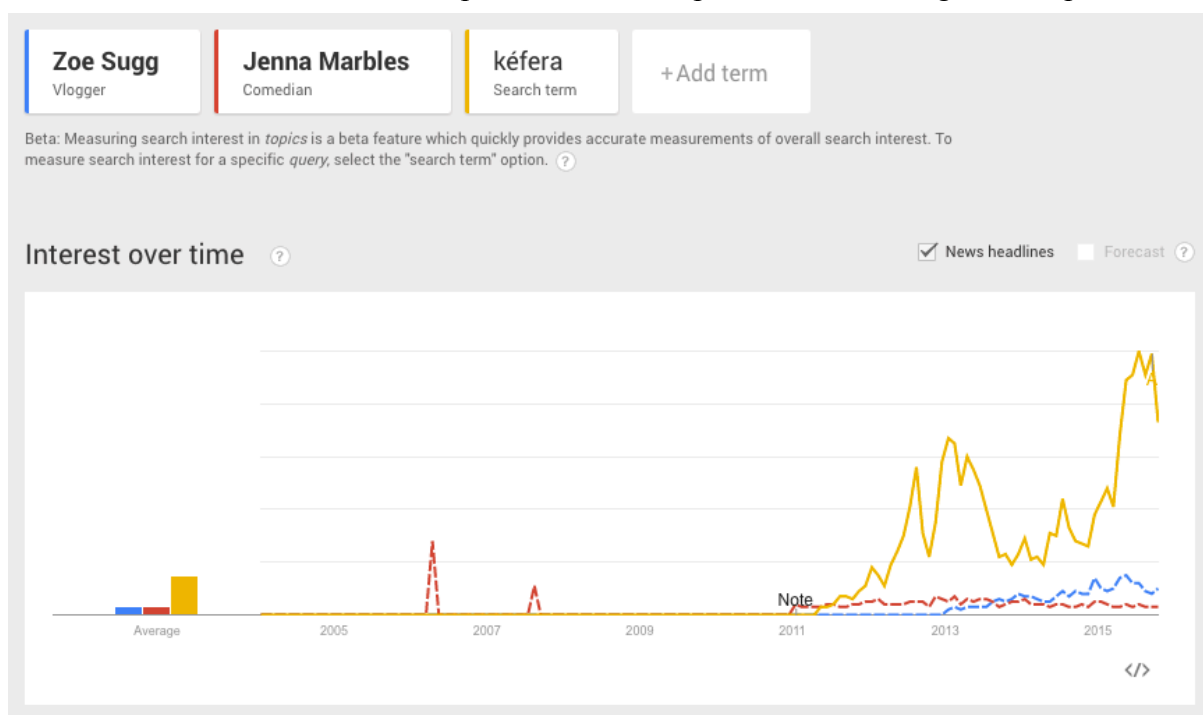 Zoe Sugg
Vlogger
Jenna Marbles
Comedian
kéfera
Search term
+Add term
Beta: Measuring search interest in topics is a beta feature which quickly provides accurate measurements of overall search interest. To
measure search interest for a specific query, select the "search term" option. ?
Interest over time ?
News headlines
Forecast ?
A
Note
Average
2005
2007
2009
2011
2013
2015
</>